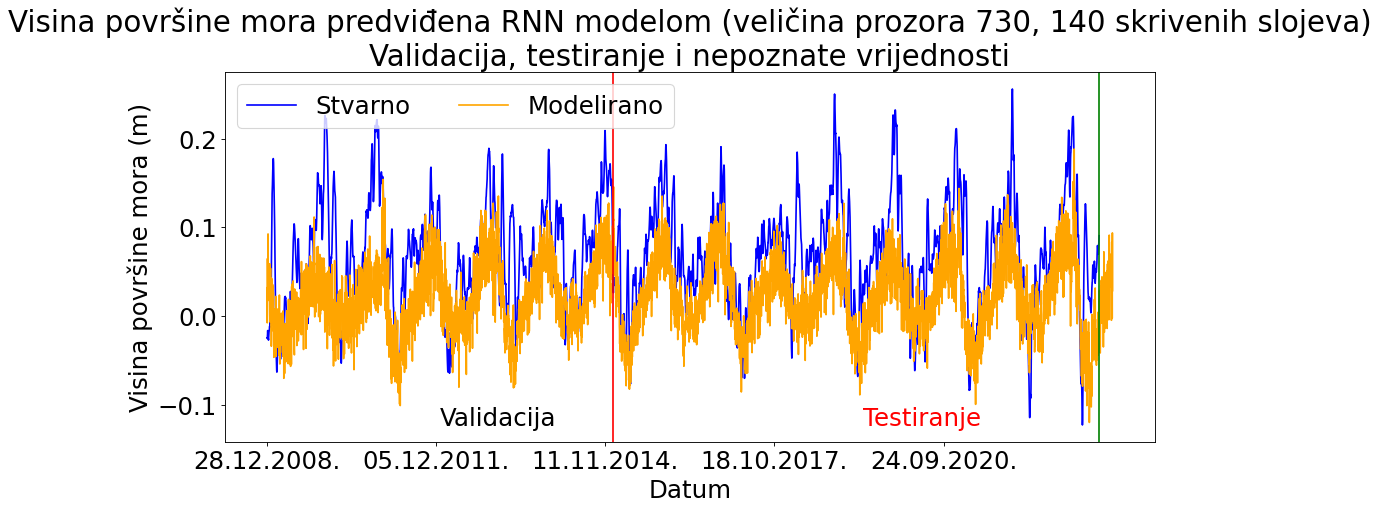 Visina površine mora predviđena RNN modelom (veličina prozora 730, 140 skrivenih slojeva)
Validacija, testiranje i nepoznate vrijednosti
Stvarno Modelirano
Visina površine mora (m)
0.2
0.1
0.0
−0.1
Validacija Testiranje
28.12.2008. 05.12.2011. 11.11.2014. 18.10.2017. 24.09.2020.
Datum